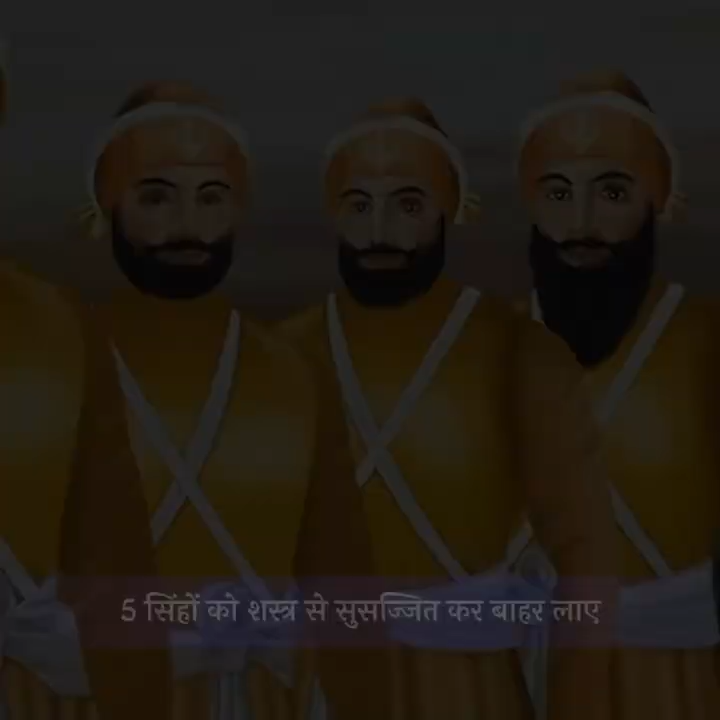 5 सिंहों को शस्त्र से सुसज्जित कर बाहर लाए